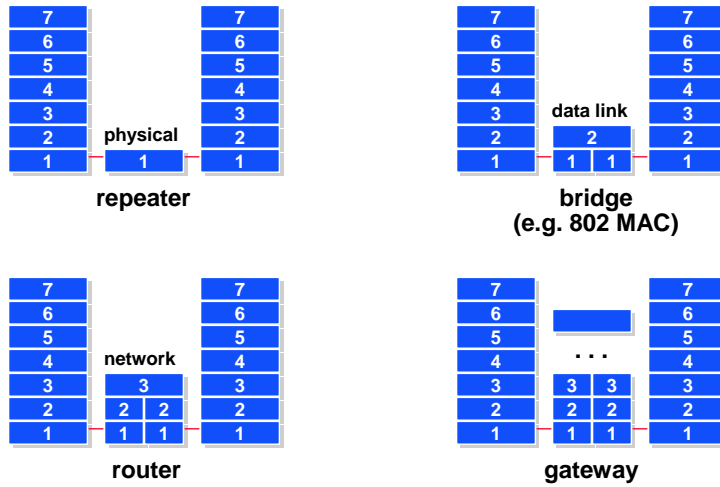 7 7
6 6
5 5
4 4
3 3
2 physical 2
1 1 1
repeater
7 7
6 6
5 5
4 4
3 data link 3
2 2 2
1 1 1 1
bridge
(e.g. 802 MAC)
7 7
6 6
5 5
4 network 4
3 3 3
2 2 2 2
1 1 1 1
router
7 7
6 6
5 5
4 . . . 4
3 3 3 3
2 2 2 2
1 1 1 1
gateway